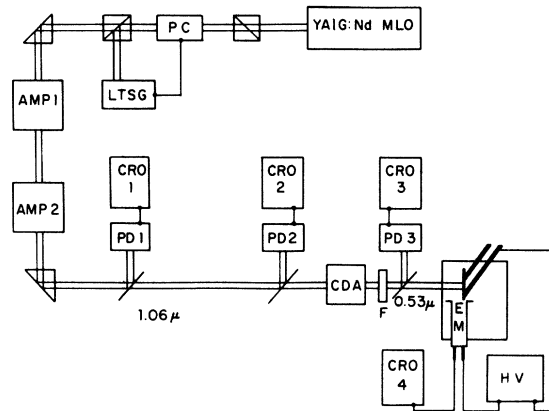 YAIG:Nd MLO
PC
LTSG
AMP1
AMP2
CRO
1
CRO
2
CRO
3
PD1
PD2
PD3
CDA
F
1.06μ
0.53μ
E
M
CRO
4
HV